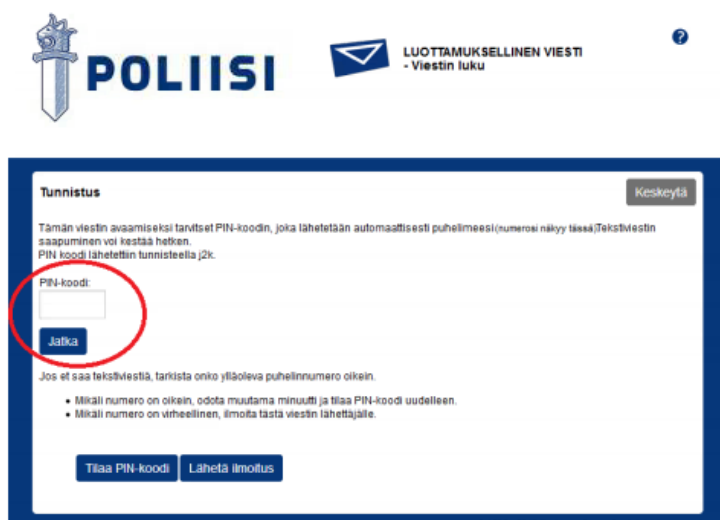 POLIISI
LUOTTAMUKSELLINEN VIESTI
- Viestin luku
?
Tunnistus
Keskeytä
Tämän viestin avaamiseksi tarvitset PIN-koodin, joka lähetetään automaattisesti puhelimeesi(numerosi näkyy tässä)Tekstiviestin
saapuminen voi kestää hetken.
PIN koodi lähetettiin tunnisteella j2k.
PIN-koodi:
Jatka
Jos et saa tekstiviestiä, tarkista onko ylläoleva puhelinnumero oikein.
• Mikäli numero on oikein, odota muutama minuutti ja tilaa PIN-koodi uudelleen.
• Mikäli numero on virheellinen, ilmoita tästä viestin lähettäjälle.
Tilaa PIN-koodi
Lähetä ilmoitus